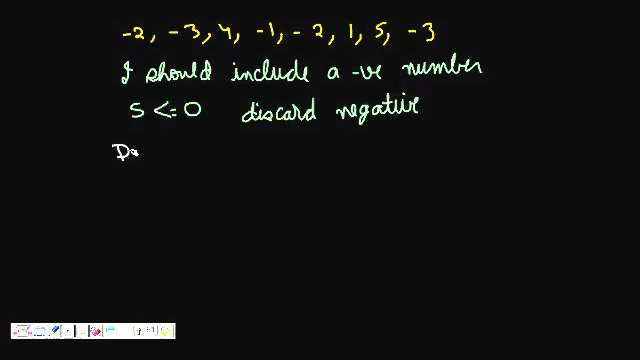 -2, -3, 4, -1, -2, 1, 5, -3
I should include a -ve number
S <= 0 discard negative